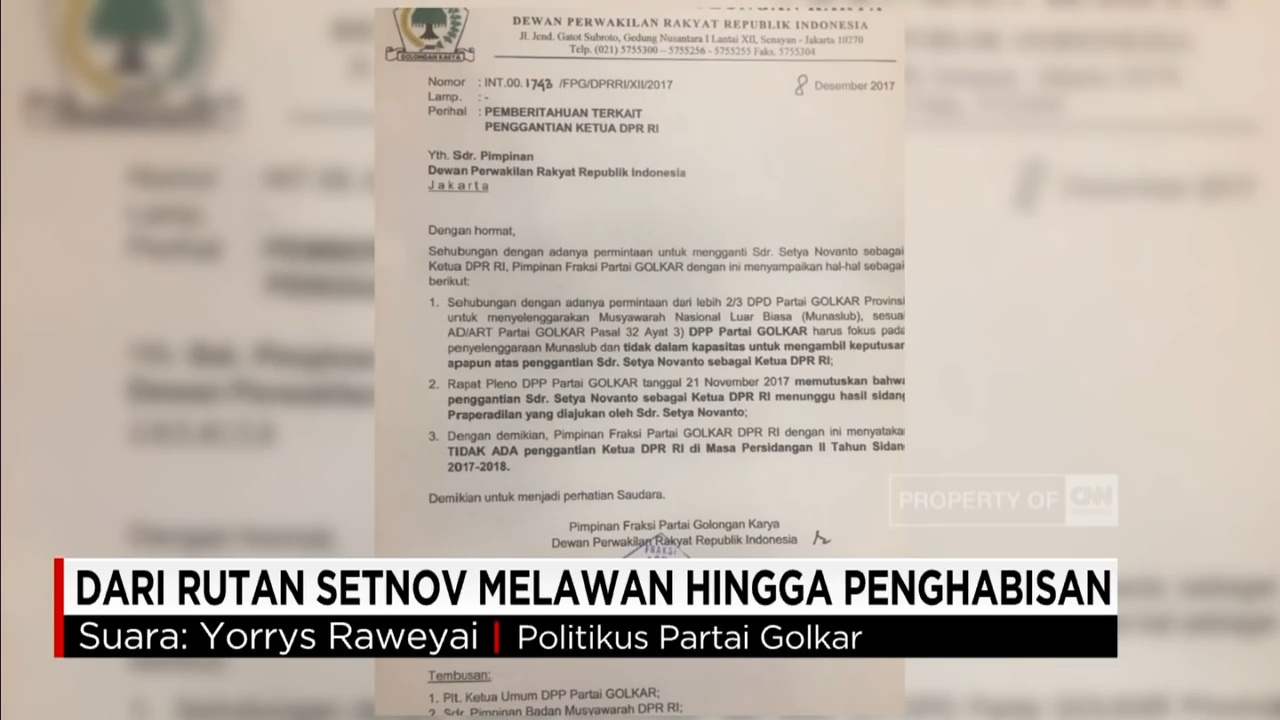 DEWAN PERWAKILAN RAKYAT REPUBLIK INDONESIA
Jl. Jend. Gatot Subroto, Gedung Nusantara I Lantai XII, Senayan - Jakarta 10270
Telp. (021) 5755300 – 5755256 - 5755255 Faks. 5755304
GOLONGAN KARYA
Nomor : INT.00.1743 /FPG/DPRRI/XII/2017
8 Desember 2017
Lamp. : -
Perihal : PEMBERITAHUAN TERKAIT
PENGGANTIAN KETUA DPR RI
Yth. Sdr. Pimpinan
Dewan Perwakilan Rakyat Republik Indonesia
Jakarta
Dengan hormat,
Sehubungan dengan adanya permintaan untuk mengganti Sdr. Setya Novanto sebagai
Ketua DPR RI, Pimpinan Fraksi Partai GOLKAR dengan ini menyampaikan hal-hal sebagai
berikut:
1. Sehubungan dengan adanya permintaan dari lebih 2/3 DPD Partai GOLKAR Provinsi
untuk menyelenggarakan Musyawarah Nasional Luar Biasa (Munaslub), sesua
AD/ART Partai GOLKAR Pasal 32 Ayat 3) DPP Partai GOLKAR harus fokus pada
penyelenggaraan Munaslub dan tidak dalam kapasitas untuk mengambil keputusan
apapun atas penggantian Sdr. Setya Novanto sebagai Ketua DPR RI;
2. Rapat Pleno DPP Partai GOLKAR tanggal 21 November 2017 memutuskan bahwa
penggantian Sdr. Setya Novanto sebagai Ketua DPR RI menunggu hasil sidang
Praperadilan yang diajukan oleh Sdr. Setya Novanto;
3. Dengan demikian, Pimpinan Fraksi Partai GOLKAR DPR RI dengan ini menyataka
TIDAK ADA penggantian Ketua DPR RI di Masa Persidangan II Tahun Sidan
2017-2018.
Demikian untuk menjadi perhatian Saudara.
PROPERTY OF CNN
Pimpinan Fraksi Partai Golongan Karya
Dewan Perwakilan Rakyat Republik Indonesia
FRAKSI
DARI RUTAN SETNOV MELAWAN HINGGA PENGHABISAN
Suara: Yorrys Raweyai | Politikus Partai Golkar
Tembusan:
1. Plt. Ketua Umum DPP Partai GOLKAR;
2. Sdr. Pimpinan Badan Musyawarah DPR RI;